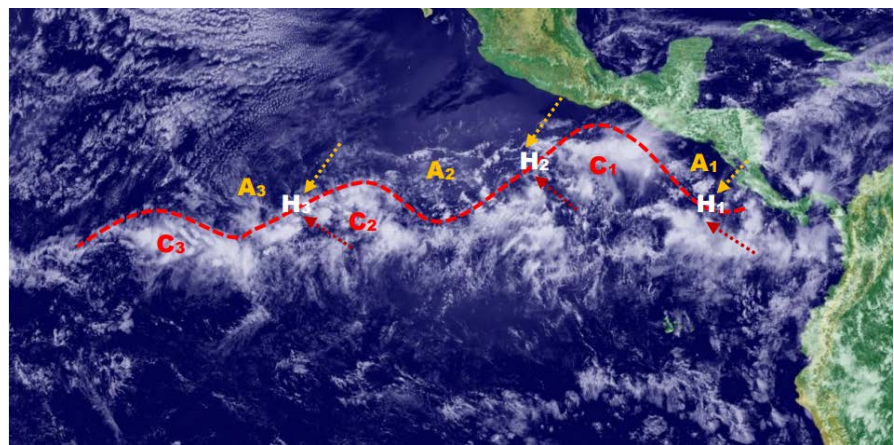 H₂
C₁
A₁
A₂
A₃
H₃
H₁
C₂
C₃